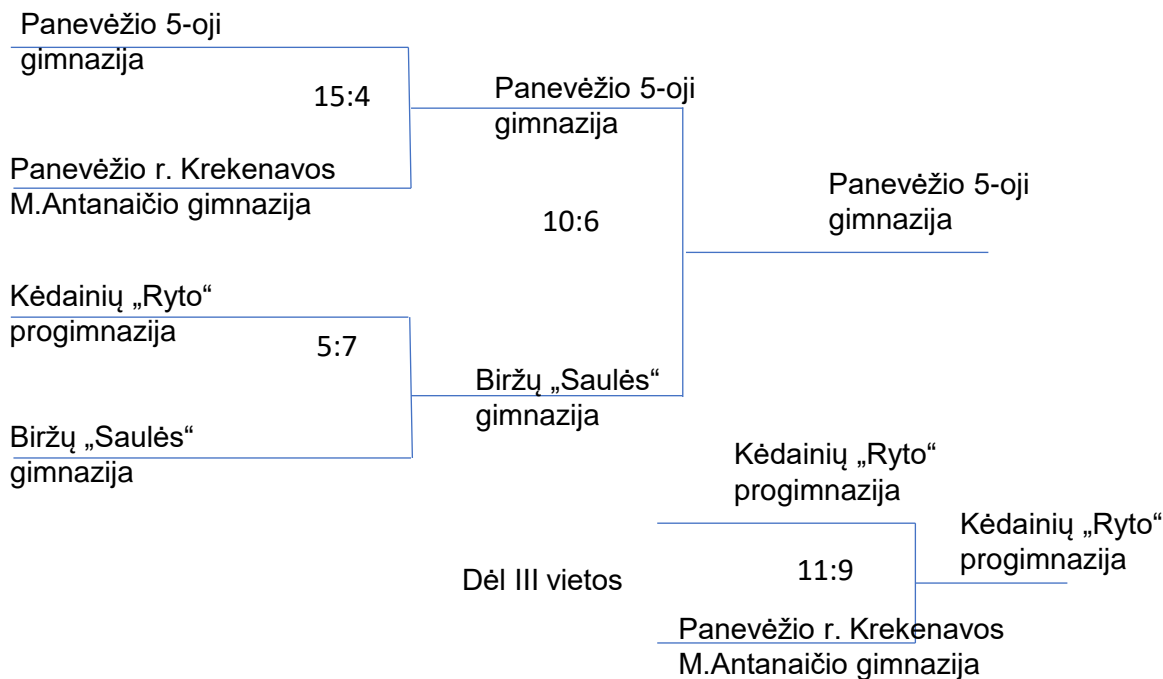 Panevėžio 5-oji
gimnazija
15:4
Panevėžio r. Krekenavos
M.Antanaičio gimnazija
Kėdainių „Ryto“
progimnazija
5:7
Biržų „Saulės“
gimnazija
Panevėžio 5-oji
gimnazija
10:6
Biržų „Saulės“
gimnazija
Panevėžio 5-oji
gimnazija
Dėl III vietos
Kėdainių „Ryto“
progimnazija
11:9
Panevėžio r. Krekenavos
M.Antanaičio gimnazija
Kėdainių „Ryto“
progimnazija